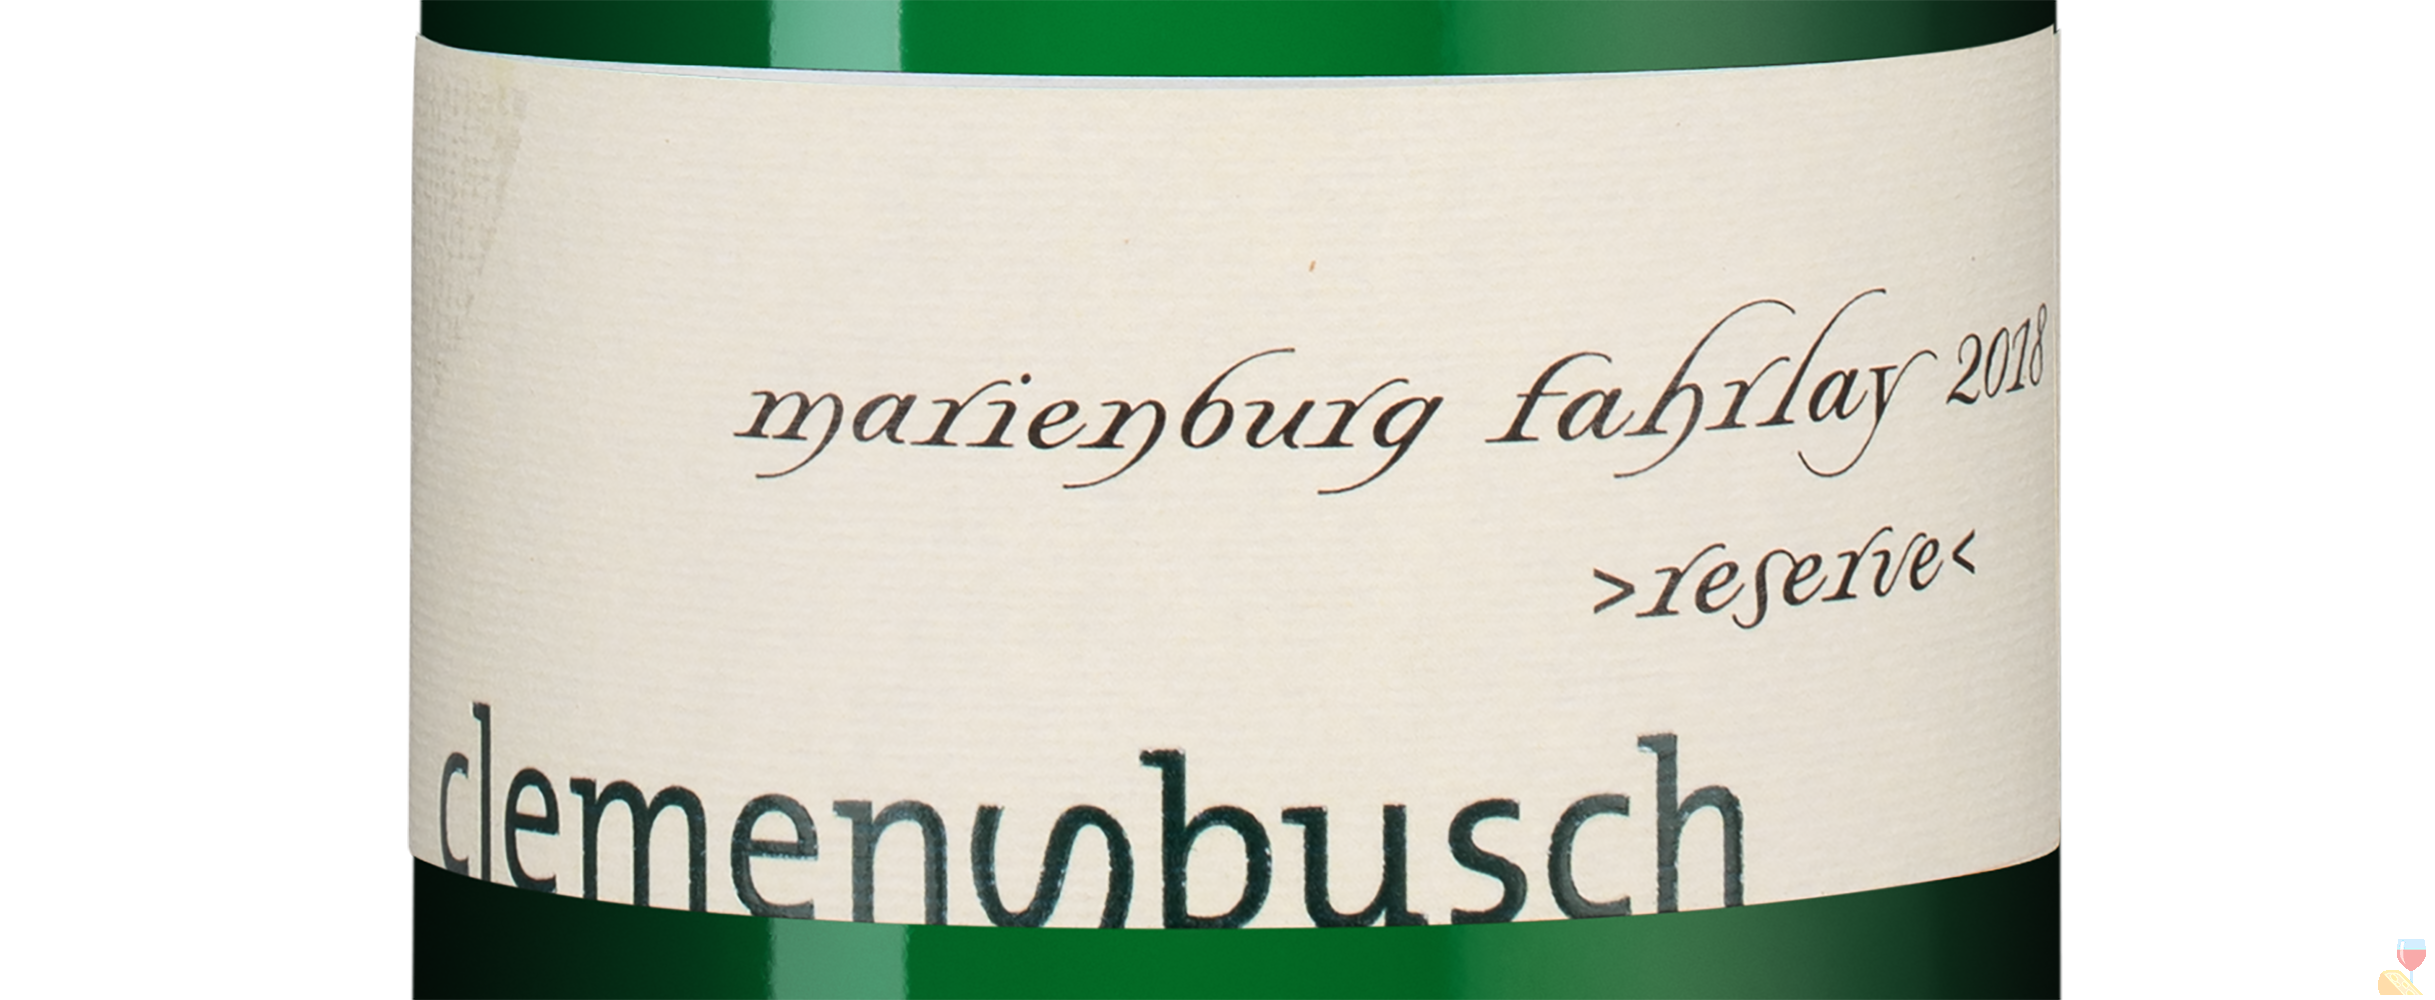 marienburg fahrlay 2018
>reserve<
clemensbusch